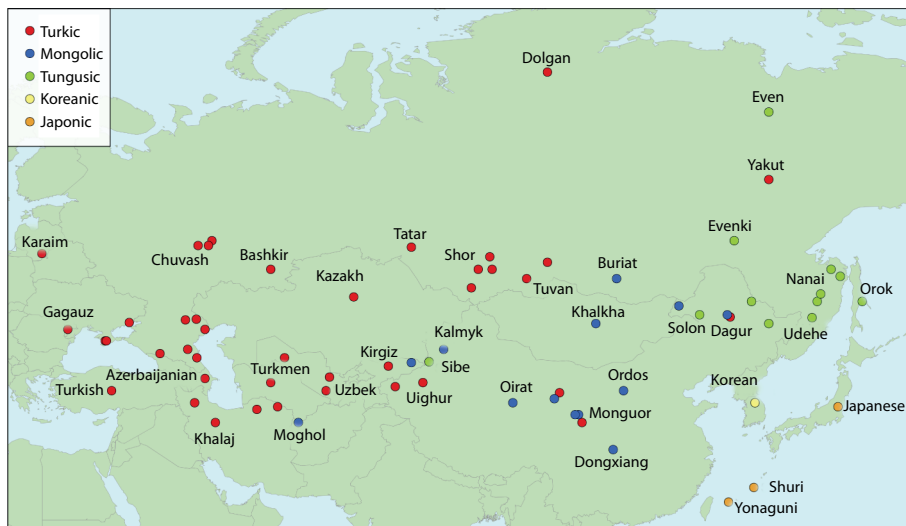 Turkic
Mongolic
Tungusic
Koreanic
Japonic
Dolgan
Even
Yakut
Evenki
Karaim
Chuvash
Bashkir
Tatar
Shor
Kazakh
Tuvan
Buriat
Nanai
Orok
Gagauz
Khalkha
Solon
Dagur
Udehe
Kalmyk
Kirgiz
Sibe
Azerbaijanian
Turkmen
Turkish
Uzbek
Uighur
Oirat
Ordos
Korean
Japanese
Khalaj
Moghol
Monguor
Dongxiang
Shuri
Yonaguni